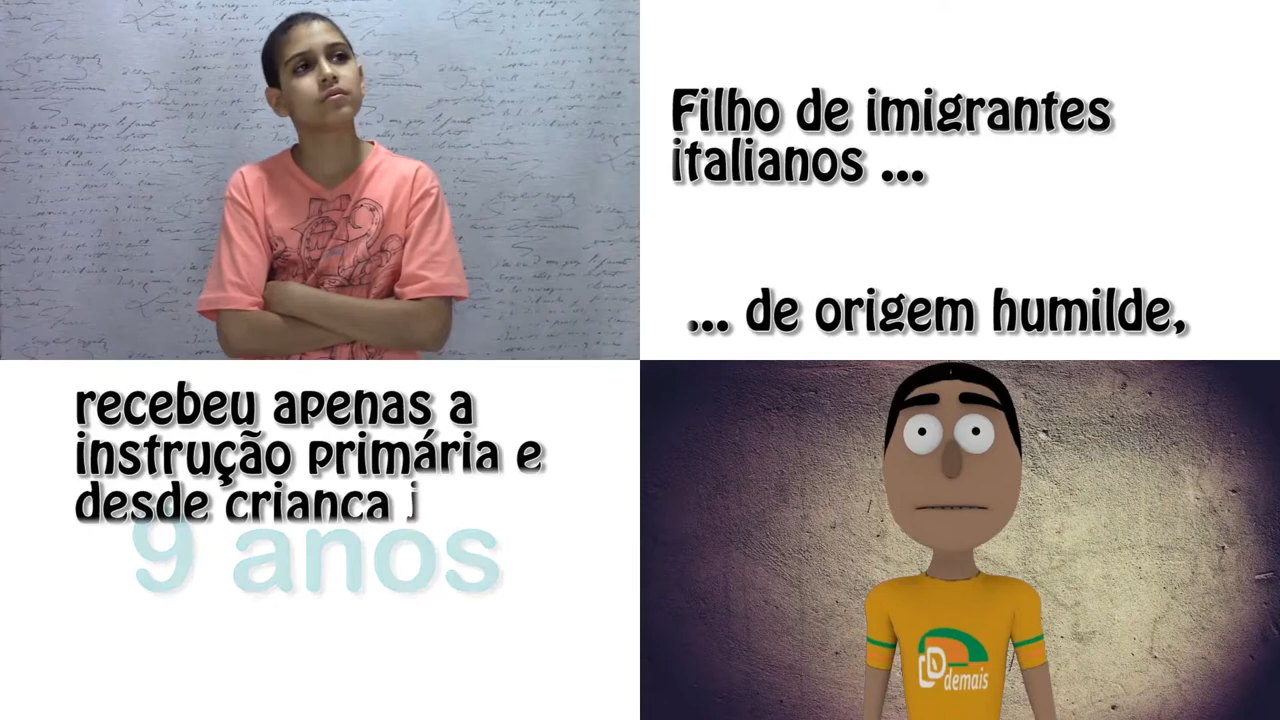 Filho de imigrantes
italianos ...
... de origem humilde,
recebeu apenas a
instrução primária e
desde criança j
9 anos
demais